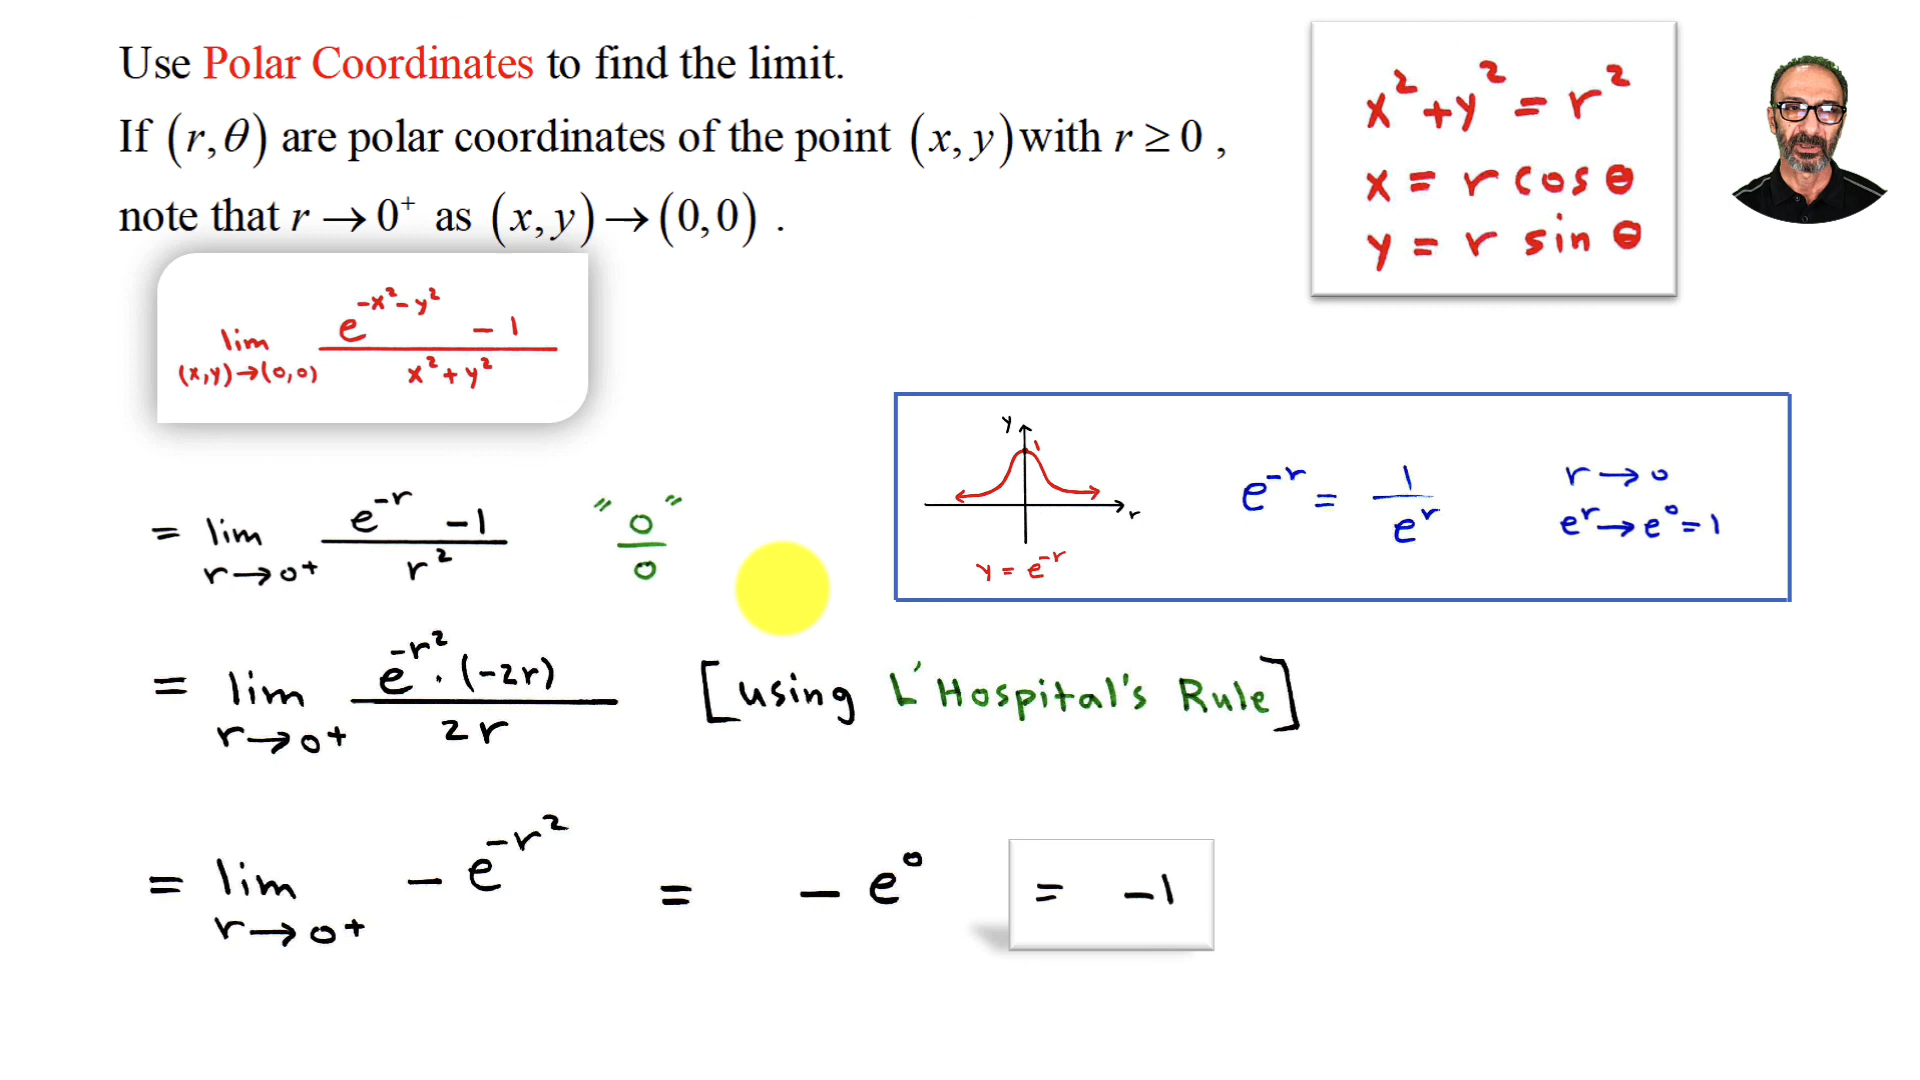 Use Polar Coordinates to find the limit.
If (r,θ) are polar coordinates of the point (x,y) with r ≥ 0 ,
note that r → 0⁺ as (x,y) → (0,0) .
x² + y² = r²
x = r cos θ
y = r sin θ
lim (x,y)→(0,0) (e^(-x²-y²) - 1) / (x² + y²)
y
1
r
y = e^(-r)
e^(-r) = 1 / e^r
r → 0
e^r → e^0 = 1
= lim r→0+ (e^(-r) - 1) / r² " 0/0 "
= lim r→0+ (e^(-r²) · (-2r)) / 2r [using L'Hospital's Rule]
= lim r→0+ - e^(-r²) = - e^0 = -1